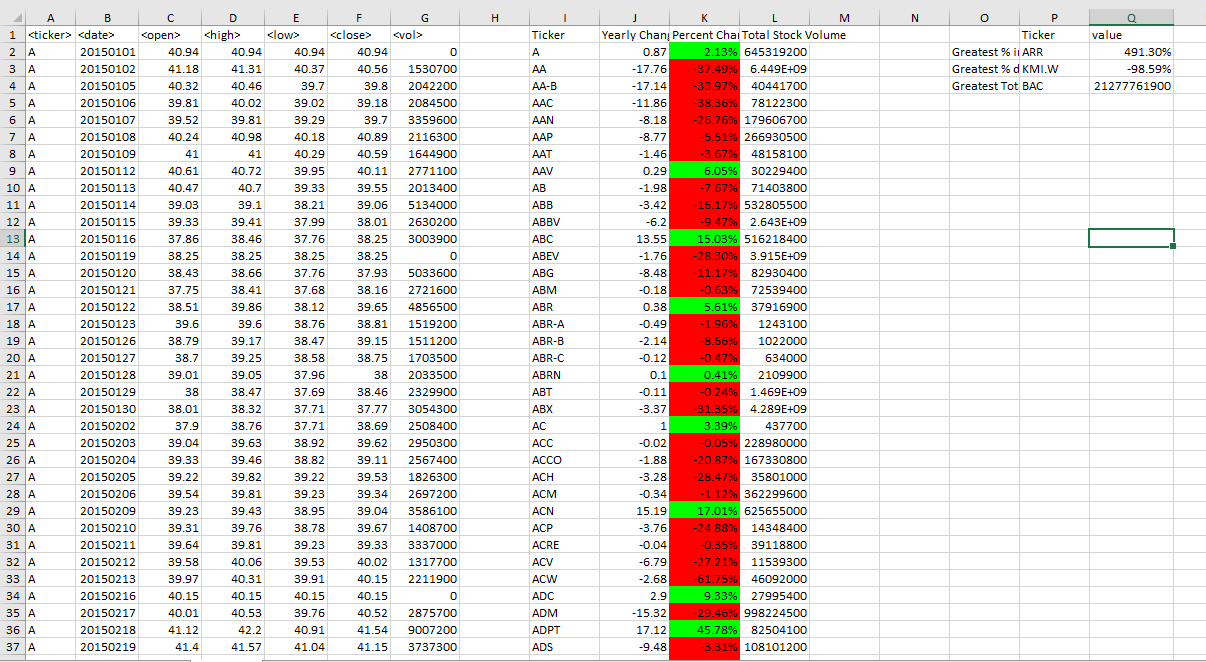 A B C D E F G H I J K L M N O P Q
1 <ticker> <date> <open> <high> <low> <close> <vol> Ticker Yearly Chang Percent Char Total Stock Volume Ticker value
2 A 20150101 40.94 40.94 40.94 40.94 0 A 0.87 2.13% 645319200 Greatest % i ARR 491.30%
3 A 20150102 41.18 41.31 40.37 40.56 1530700 AA -17.76 -37.49% 6.449E+09 Greatest % d KMI.W -98.59%
4 A 20150105 40.32 40.46 39.7 39.8 2042200 AA-B -17.14 -33.97% 40441700 Greatest Tot BAC 21277761900
5 A 20150106 39.81 40.02 39.02 39.18 2084500 AAC -11.86 -38.36% 78122300
6 A 20150107 39.52 39.81 39.29 39.7 3359600 AAN -8.18 -26.76% 179606700
7 A 20150108 40.24 40.98 40.18 40.89 2116300 AAP -8.77 -5.51% 266930500
8 A 20150109 41 41 40.29 40.59 1644900 AAT -1.46 -3.67% 48158100
9 A 20150112 40.61 40.72 39.95 40.11 2771100 AAV 0.29 6.05% 30229400
10 A 20150113 40.47 40.7 39.33 39.55 2013400 AB -1.98 -7.67% 71403800
11 A 20150114 39.03 39.1 38.21 39.06 5134000 ABB -3.42 -16.17% 532805500
12 A 20150115 39.33 39.41 37.99 38.01 2630200 ABBV -6.2 -9.47% 2.643E+09
13 A 20150116 37.86 38.46 37.76 38.25 3003900 ABC 13.55 15.03% 516218400
14 A 20150119 38.25 38.25 38.25 38.25 0 ABEV -1.76 -28.30% 3.915E+09
15 A 20150120 38.43 38.66 37.76 37.93 5033600 ABG -8.48 -11.17% 82930400
16 A 20150121 37.75 38.41 37.68 38.16 2721600 ABM -0.18 -0.63% 72539400
17 A 20150122 38.51 39.86 38.12 39.65 4856500 ABR 0.38 5.61% 37916900
18 A 20150123 39.6 39.6 38.76 38.81 1519200 ABR-A -0.49 -1.96% 1243100
19 A 20150126 38.79 39.17 38.47 39.15 1511200 ABR-B -2.14 -8.66% 1022000
20 A 20150127 38.7 39.25 38.58 38.75 1703500 ABR-C -0.12 -0.47% 634000
21 A 20150128 39.01 39.05 37.96 38 2033500 ABRN 0.1 0.41% 2109900
22 A 20150129 38 38.47 37.69 38.46 2329900 ABT -0.11 -0.24% 1.469E+09
23 A 20150130 38.01 38.32 37.71 37.77 3054300 ABX -3.37 -31.35% 4.289E+09
24 A 20150202 37.9 38.76 37.71 38.69 2508400 AC 1 3.39% 437700
25 A 20150203 39.04 39.63 38.92 39.62 2950300 ACC -0.02 -0.05% 228980000
26 A 20150204 39.33 39.46 38.82 39.11 2567400 ACCO -1.88 -20.87% 167330800
27 A 20150205 39.22 39.82 39.22 39.53 1826300 ACH -3.28 -28.47% 35801000
28 A 20150206 39.54 39.81 39.23 39.34 2697200 ACM -0.34 -1.12% 362299600
29 A 20150209 39.23 39.43 38.95 39.04 3586100 ACN 15.19 17.01% 625655000
30 A 20150210 39.31 39.76 38.78 39.67 1408700 ACP -3.76 -24.88% 14348400
31 A 20150211 39.64 39.81 39.23 39.33 3337000 ACRE -0.04 -0.35% 39118800
32 A 20150212 39.58 40.06 39.53 40.02 1317700 ACV -6.79 -27.21% 11539300
33 A 20150213 39.97 40.31 39.91 40.15 2211900 ACW -2.68 -61.75% 46092000
34 A 20150216 40.15 40.15 40.15 40.15 0 ADC 2.9 9.33% 27995400
35 A 20150217 40.01 40.53 39.76 40.52 2875700 ADM -15.32 -29.46% 998224500
36 A 20150218 41.12 42.2 40.91 41.54 9007200 ADPT 17.12 45.78% 82504100
37 A 20150219 41.4 41.57 41.04 41.15 3737300 ADS -9.48 -3.31% 108101200